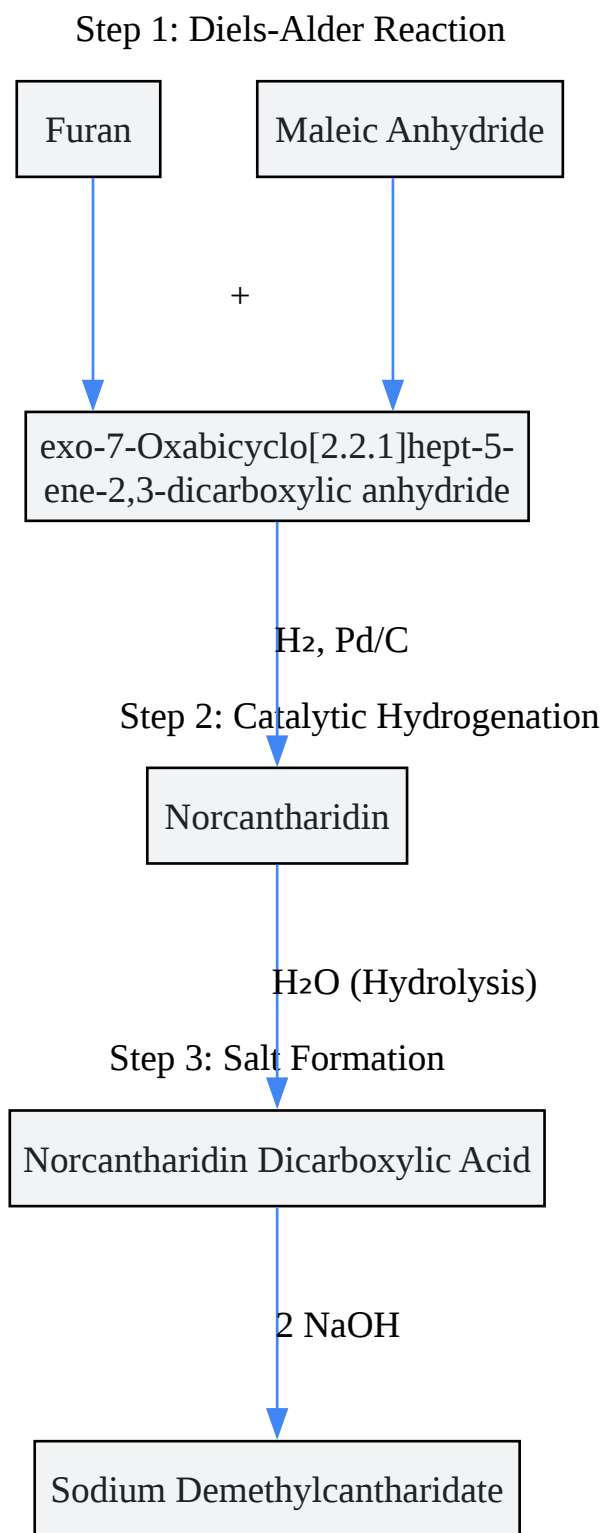 Step 1: Diels-Alder Reaction
Furan
Maleic Anhydride
+
exo-7-Oxabicyclo[2.2.1]hept-5-
ene-2,3-dicarboxylic anhydride
H₂, Pd/C
Step 2: Catalytic Hydrogenation
Norcantharidin
H₂O (Hydrolysis)
Step 3: Salt Formation
Norcantharidin Dicarboxylic Acid
2 NaOH
Sodium Demethylcantharidate